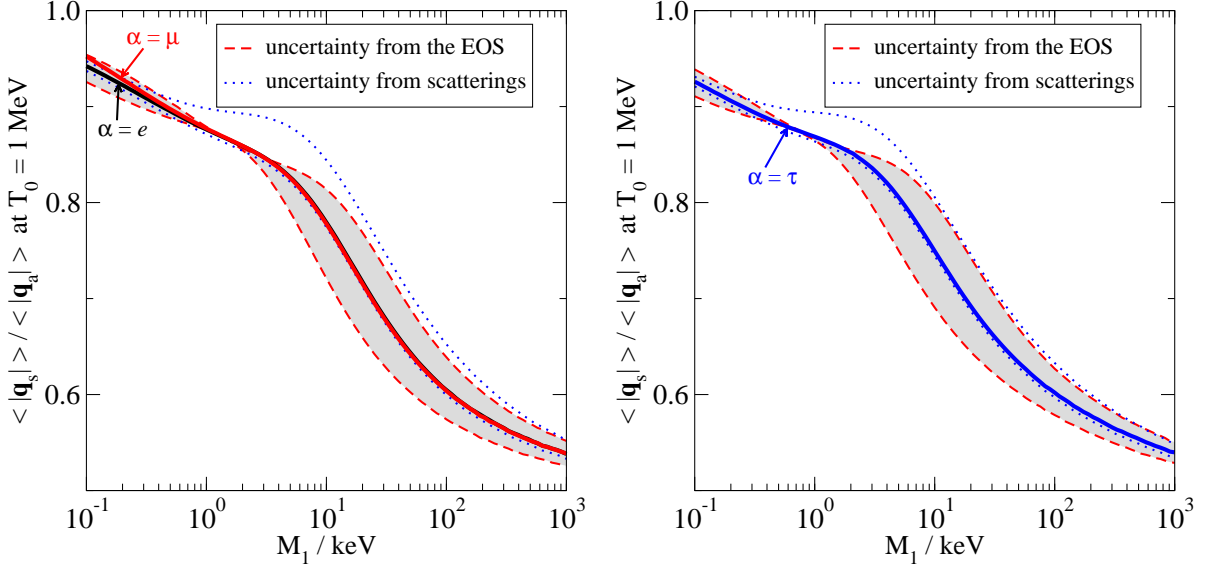 < |q_s| > / < |q_a| > at T_0 = 1 MeV
1.0
0.8
0.6
α = μ
α = e
uncertainty from the EOS
uncertainty from scatterings
10^-1 10^0 10^1 10^2 10^3
M_1 / keV
< |q_s| > / < |q_a| > at T_0 = 1 MeV
1.0
0.8
0.6
uncertainty from the EOS
uncertainty from scatterings
α = τ
10^-1 10^0 10^1 10^2 10^3
M_1 / keV